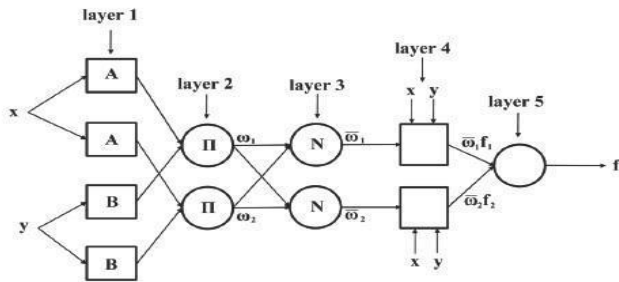 layer 1
layer 4
layer 2 layer 3
x y layer 5
A
x
Π ω₁ N ω̅₁ ω̅₁f₁
A
f
B
Π ω₂ N ω̅₂ ω̅₂f₂
y
B
x y